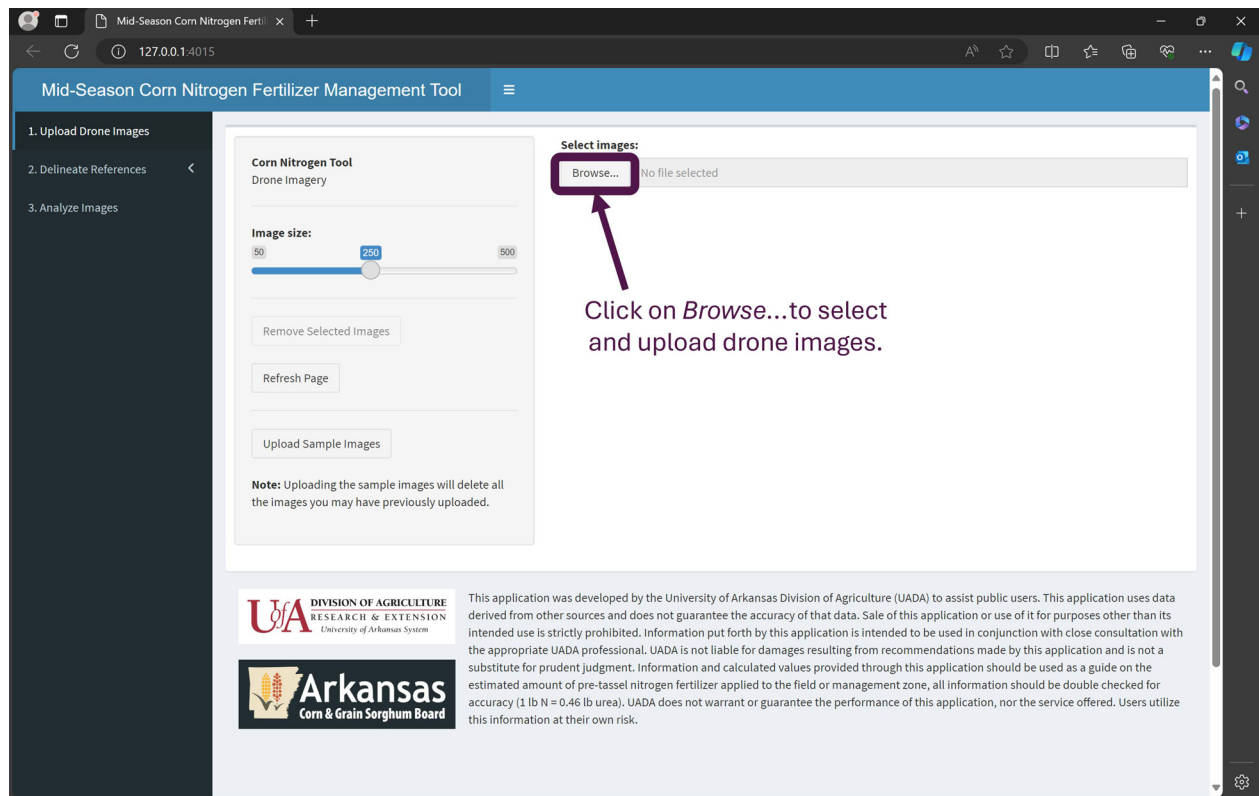 Mid-Season Corn Nitrogen Fertil
127.0.0.1:4015
Mid-Season Corn Nitrogen Fertilizer Management Tool
1. Upload Drone Images
2. Delineate References
3. Analyze Images
Corn Nitrogen Tool
Drone Imagery
Image size:
50
250
500
Remove Selected Images
Refresh Page
Upload Sample Images
Note: Uploading the sample images will delete all
the images you may have previously uploaded.
Select images:
Browse...
No file selected
Click on Browse...to select
and upload drone images.
UofA
DIVISION OF AGRICULTURE
RESEARCH & EXTENSION
University of Arkansas System
Arkansas
Corn & Grain Sorghum Board
This application was developed by the University of Arkansas Division of Agriculture (UADA) to assist public users. This application uses data
derived from other sources and does not guarantee the accuracy of that data. Sale of this application or use of it for purposes other than its
intended use is strictly prohibited. Information put forth by this application is intended to be used in conjunction with close consultation with
the appropriate UADA professional. UADA is not liable for damages resulting from recommendations made by this application and is not a
substitute for prudent judgment. Information and calculated values provided through this application should be used as a guide on the
estimated amount of pre-tassel nitrogen fertilizer applied to the field or management zone, all information should be double checked for
accuracy (1 lb N = 0.46 lb urea). UADA does not warrant or guarantee the performance of this application, nor the service offered. Users utilize
this information at their own risk.